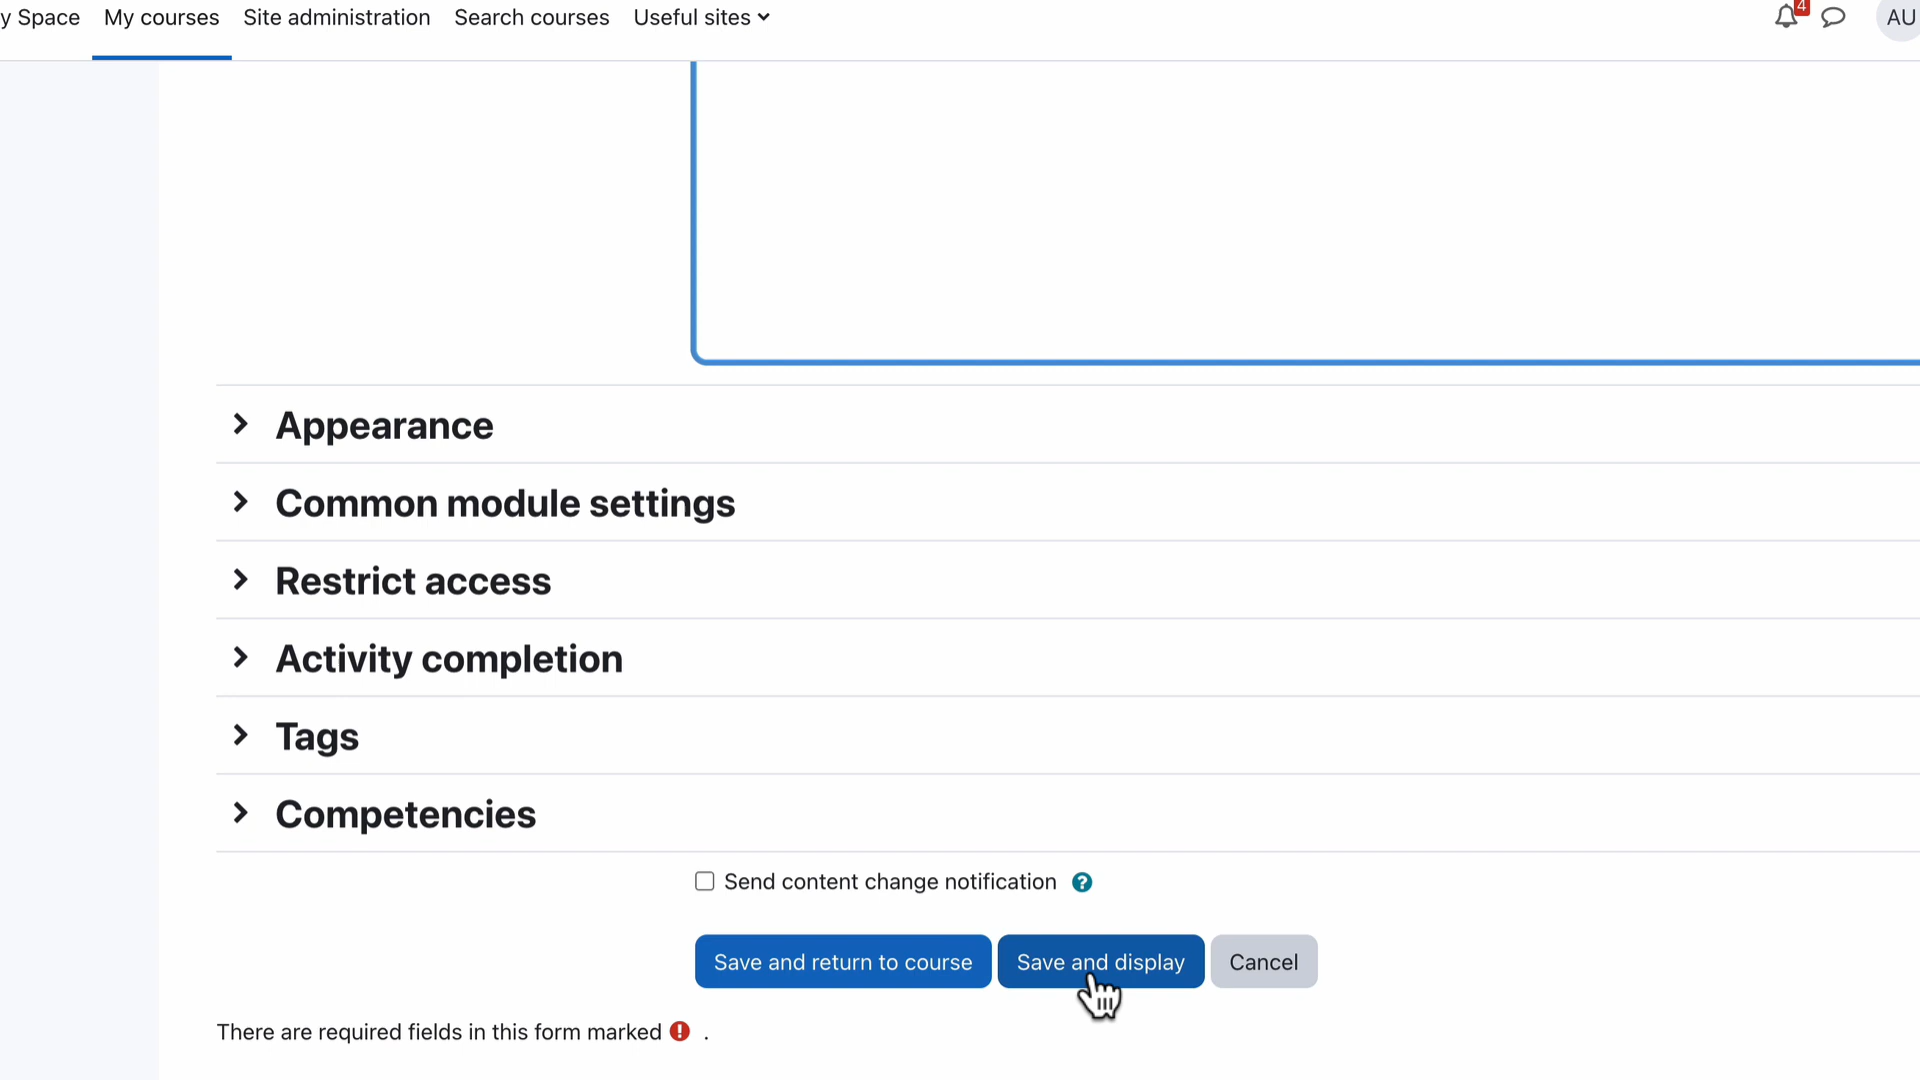 y Space My courses Site administration Search courses Useful sites 4 AU
Appearance
Common module settings
Restrict access
Activity completion
Tags
Competencies
Send content change notification ?
Save and return to course Save and display Cancel
There are required fields in this form marked ! .